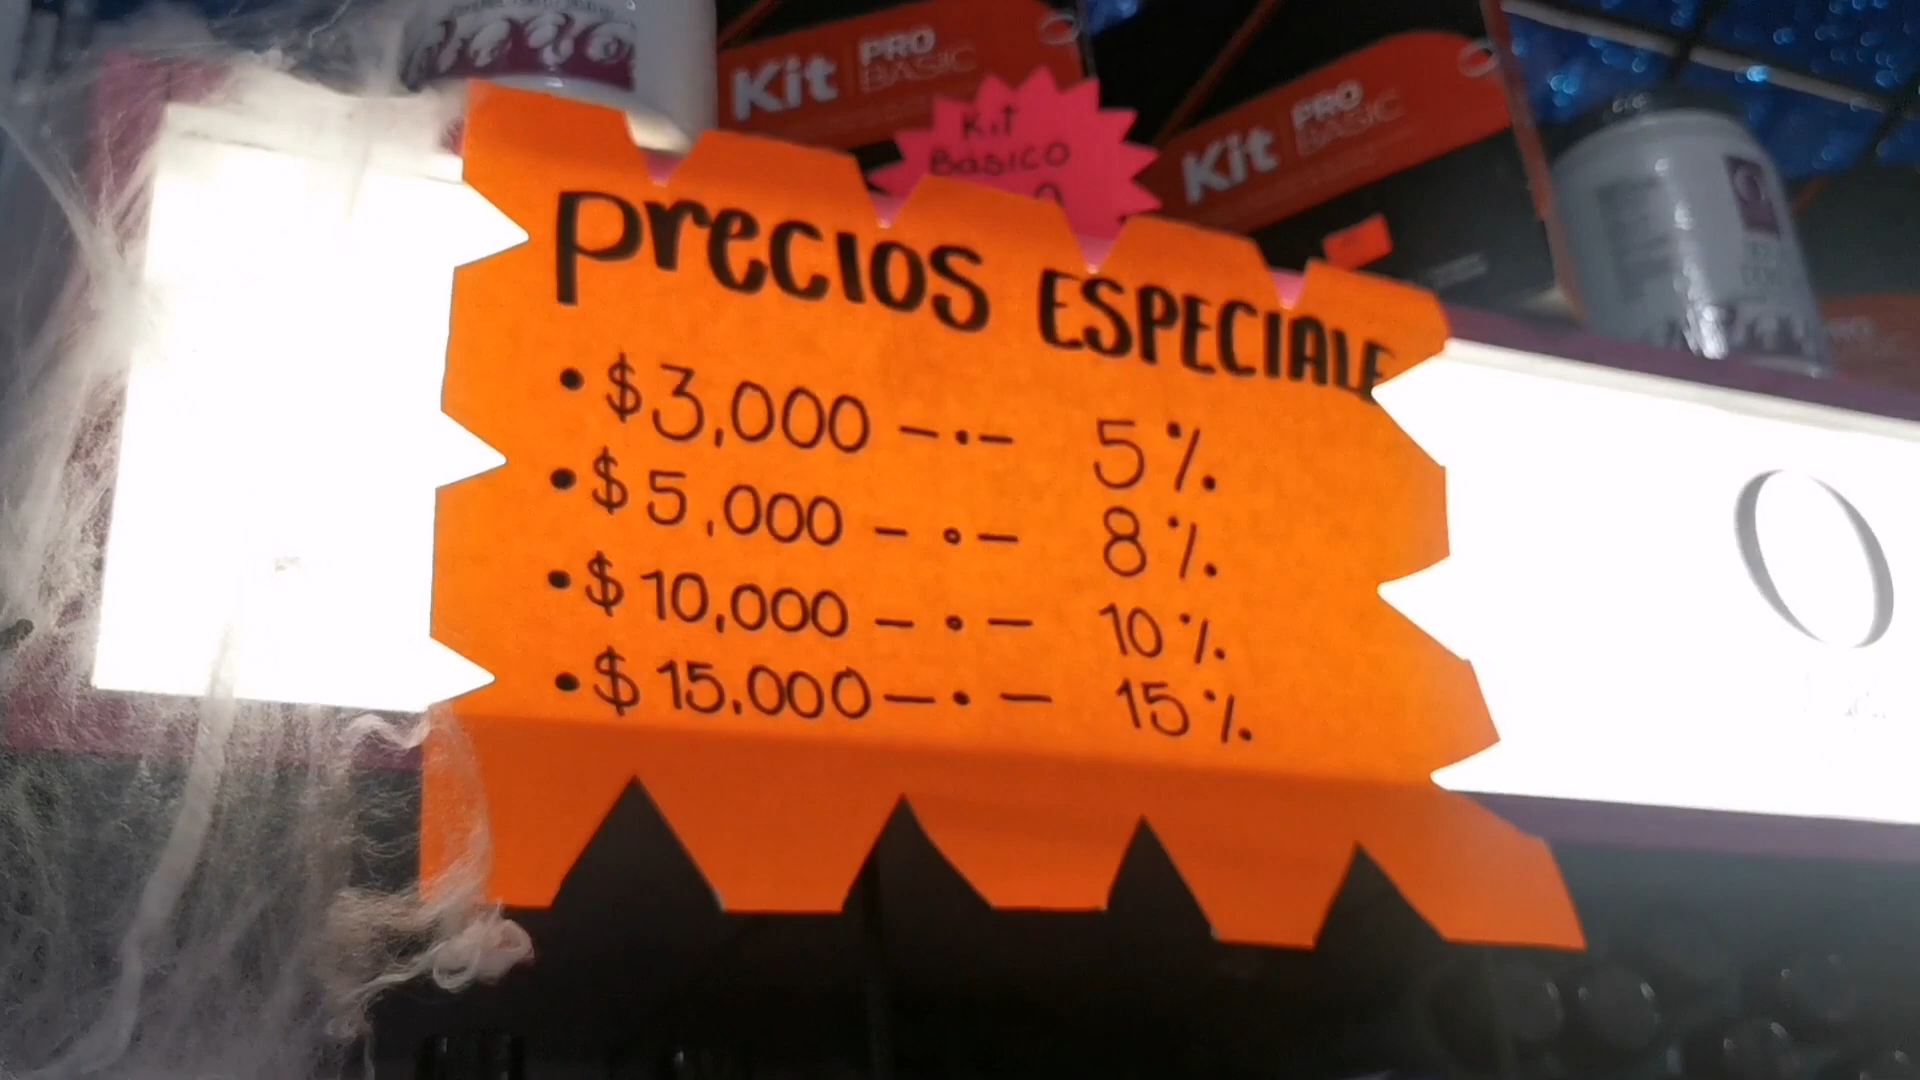 Kit PRO BASIC
Kit PRO BASIC
Kit
Básico
Precios ESPECIALE
• $3,000 -·- 5%
• $5,000 -·- 8%
• $10,000 -·- 10%
• $15.000 -·- 15%
O